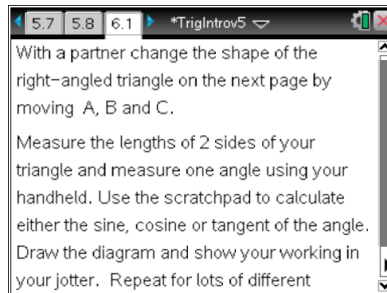 5.7 5.8 6.1 *TrigIntrov5
With a partner change the shape of the
right-angled triangle on the next page by
moving A, B and C.
Measure the lengths of 2 sides of your
triangle and measure one angle using your
handheld. Use the scratchpad to calculate
either the sine, cosine or tangent of the angle.
Draw the diagram and show your working in
your jotter. Repeat for lots of different